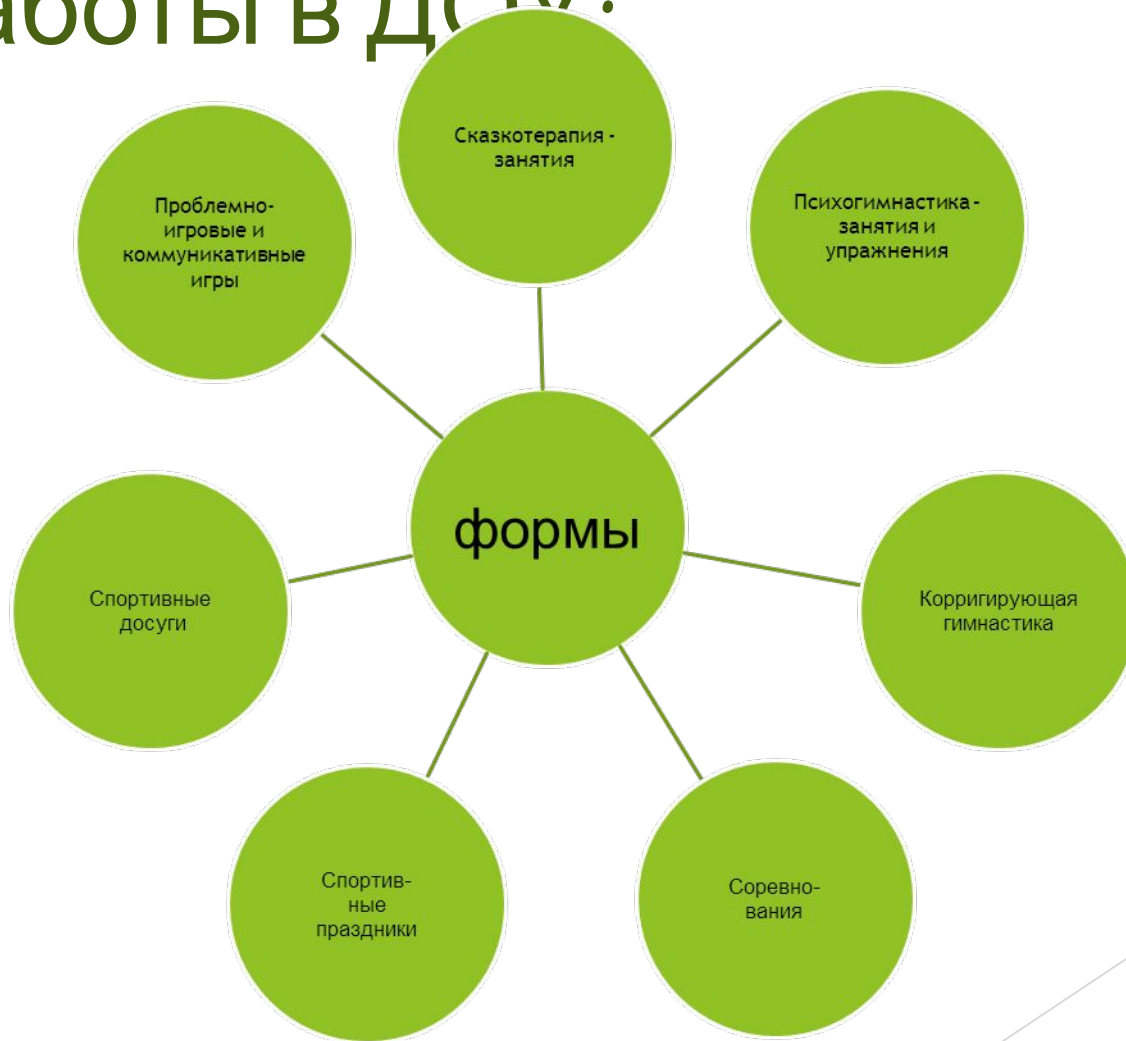 Сказкотерапия -
занятия
Психогимнастика -
занятия и
упражнения
Корригирующая
гимнастика
Соревно-
вания
Спортив-
ные
праздники
Спортивные
досуги
Проблемно-
игровые и
коммуникативные
игры
формы